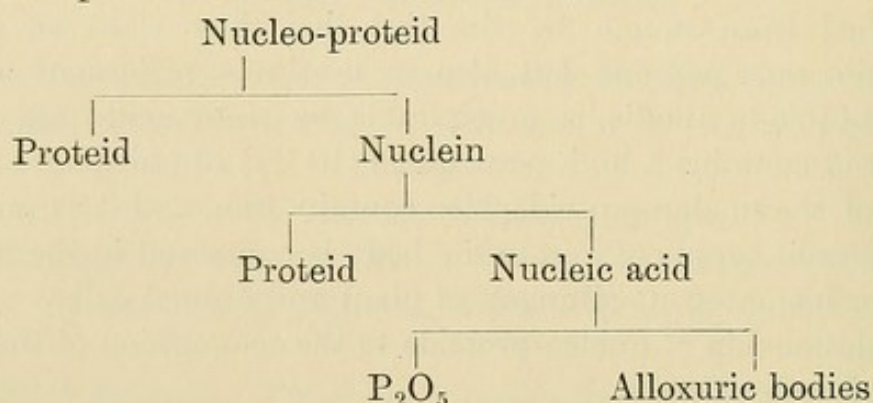 Nucleo-proteid
Proteid Nuclein
Proteid Nucleic acid
P₂O₅ Alloxuric bodies